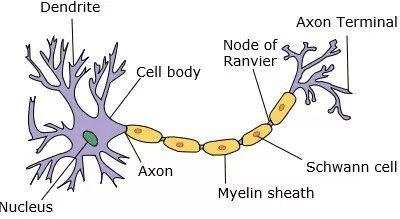 Dendrite
Axon Terminal
Node of
Ranvier
Cell body
Axon
Schwann cell
Myelin sheath
Nucleus